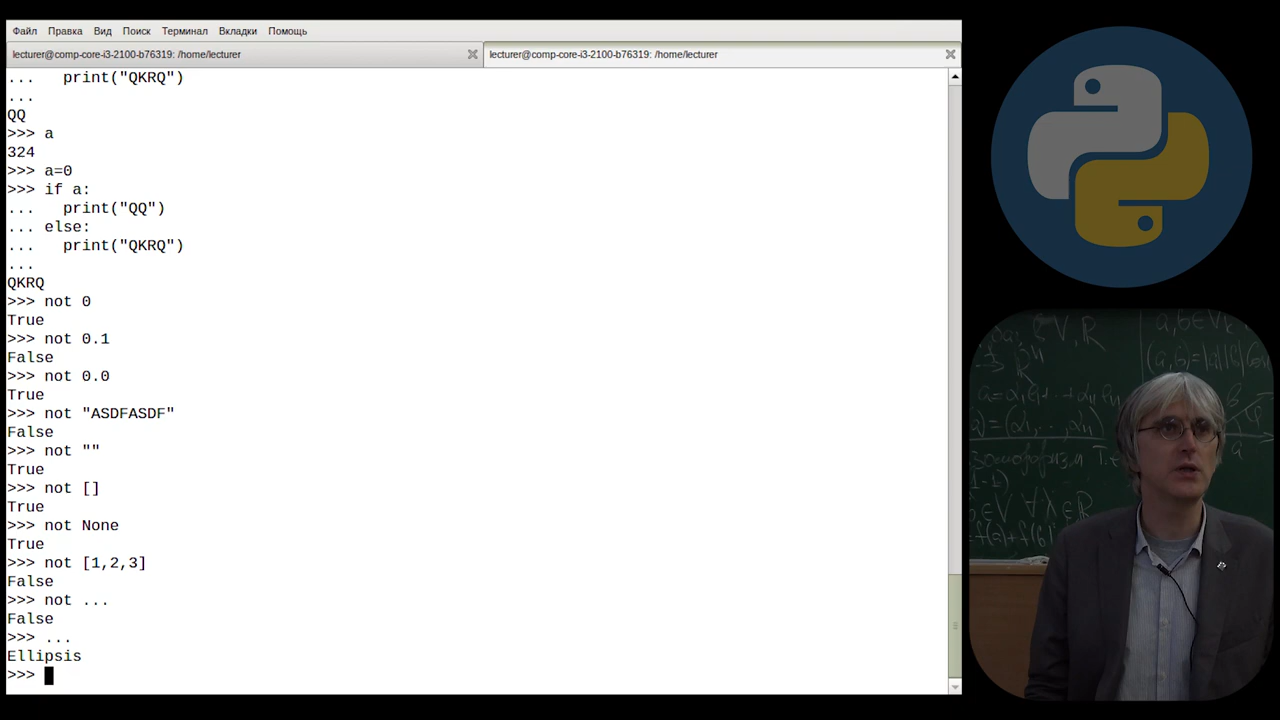 Файл Правка Вид Поиск Терминал Вкладки Помощь
lecturer@comp-core-i3-2100-b76319: /home/lecturer
lecturer@comp-core-i3-2100-b76319: /home/lecturer
...   print("QKRQ")
...
QQ
>>> a
324
>>> a=0
>>> if a:
...   print("QQ")
... else:
...   print("QKRQ")
...
QKRQ
>>> not 0
True
>>> not 0.1
False
>>> not 0.0
True
>>> not "ASDFASDF"
False
>>> not ""
True
>>> not []
True
>>> not None
True
>>> not [1,2,3]
False
>>> not ...
False
>>> ...
Ellipsis
>>>